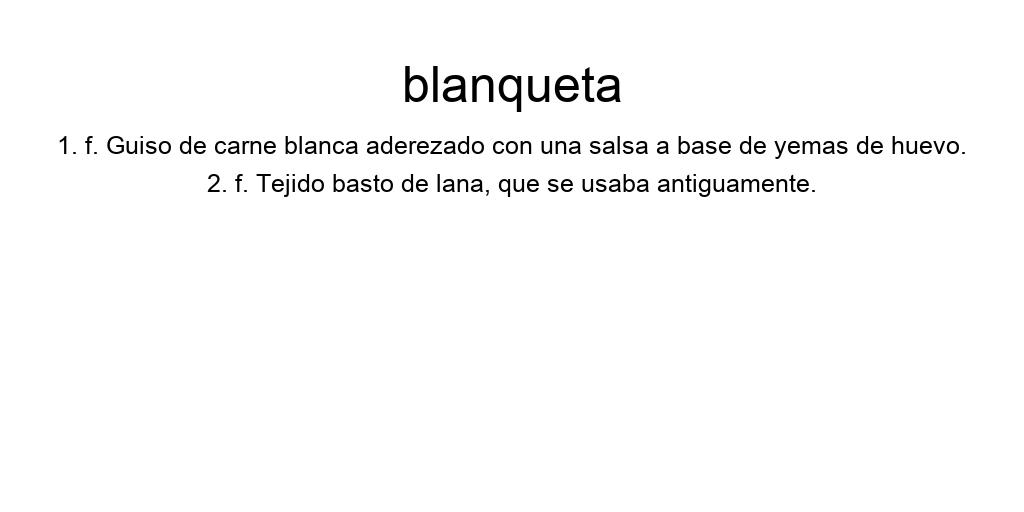 blanqueta
1. f. Guiso de carne blanca aderezado con una salsa a base de yemas de huevo.
2. f. Tejido basto de lana, que se usaba antiguamente.